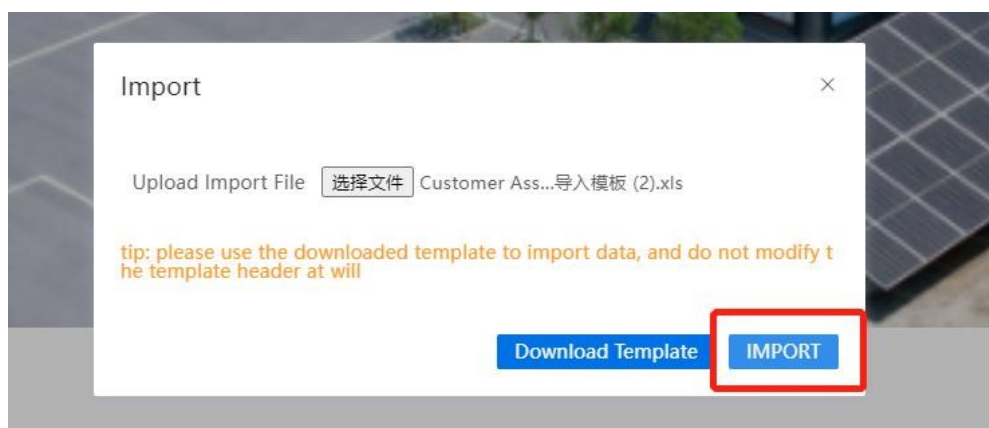 Import
Upload Import File 选择文件 Customer Ass...导入模板 (2).xls
tip: please use the downloaded template to import data, and do not modify t
he template header at will
Download Template IMPORT